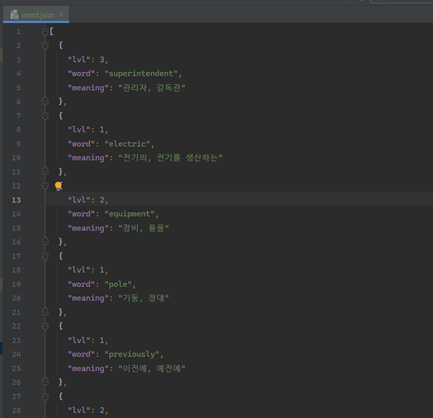 word.json
1 [
2 {
3 "lvl": 3,
4 "word": "superintendent",
5 "meaning": "관리자, 감독관"
6 },
7 {
8 "lvl": 1,
9 "word": "electric",
10 "meaning": "전기의, 전기를 생산하는"
11 },
12
13 "lvl": 2,
14 "word": "equipment",
15 "meaning": "장비, 용품"
16 },
17 {
18 "lvl": 1,
19 "word": "pole",
20 "meaning": "기둥, 장대"
21 },
22 {
23 "lvl": 1,
24 "word": "previously",
25 "meaning": "이전에, 예전에"
26 },
27 {
28 "lvl": 2,